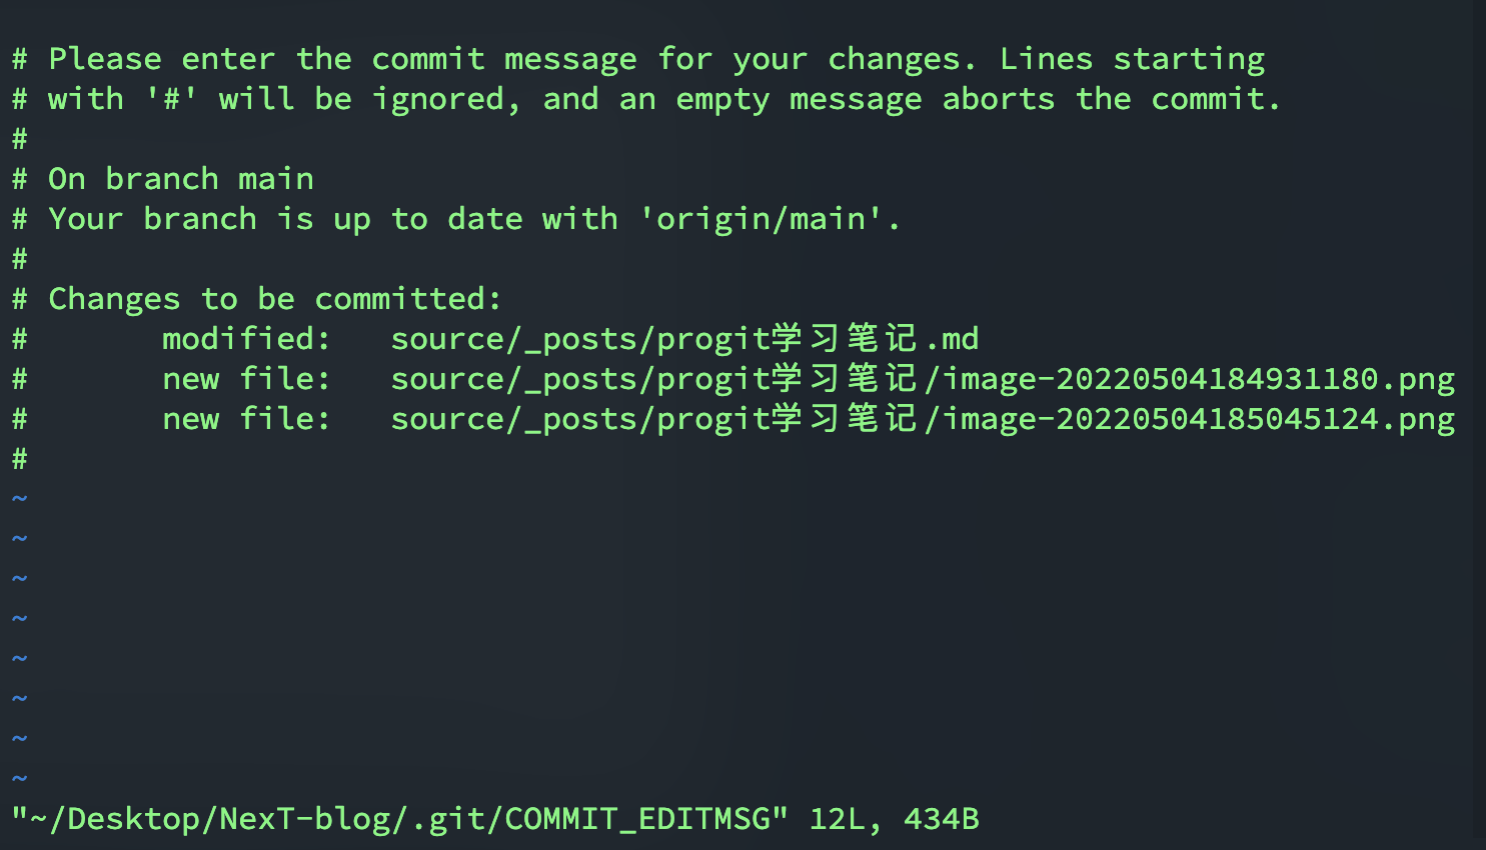 # Please enter the commit message for your changes. Lines starting
# with '#' will be ignored, and an empty message aborts the commit.
#
# On branch main
# Your branch is up to date with 'origin/main'.
#
# Changes to be committed:
#       modified:   source/_posts/progit学习笔记.md
#       new file:   source/_posts/progit学习笔记/image-20220504184931180.png
#       new file:   source/_posts/progit学习笔记/image-20220504185045124.png
#
~
~
~
~
~
~
~
~
"~/Desktop/NexT-blog/.git/COMMIT_EDITMSG" 12L, 434B